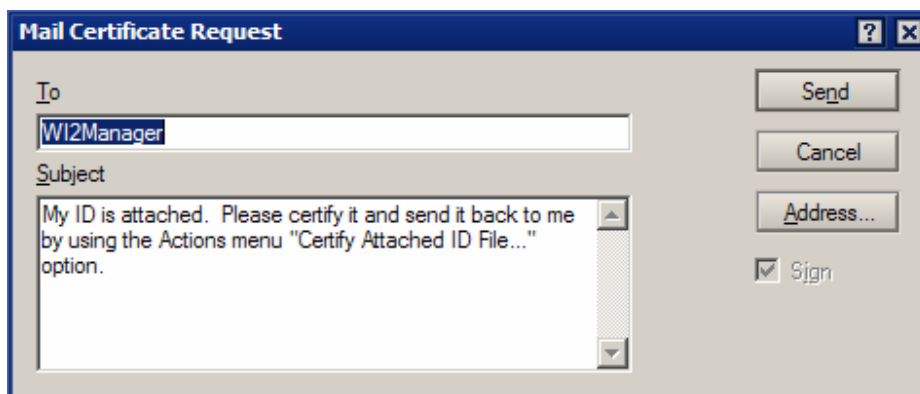 Mail Certificate Request
To
Send
WI2Manager
Cancel
Subject
My ID is attached.  Please certify it and send it back to me
by using the Actions menu "Certify Attached ID File..."
option.
Address...
Sign